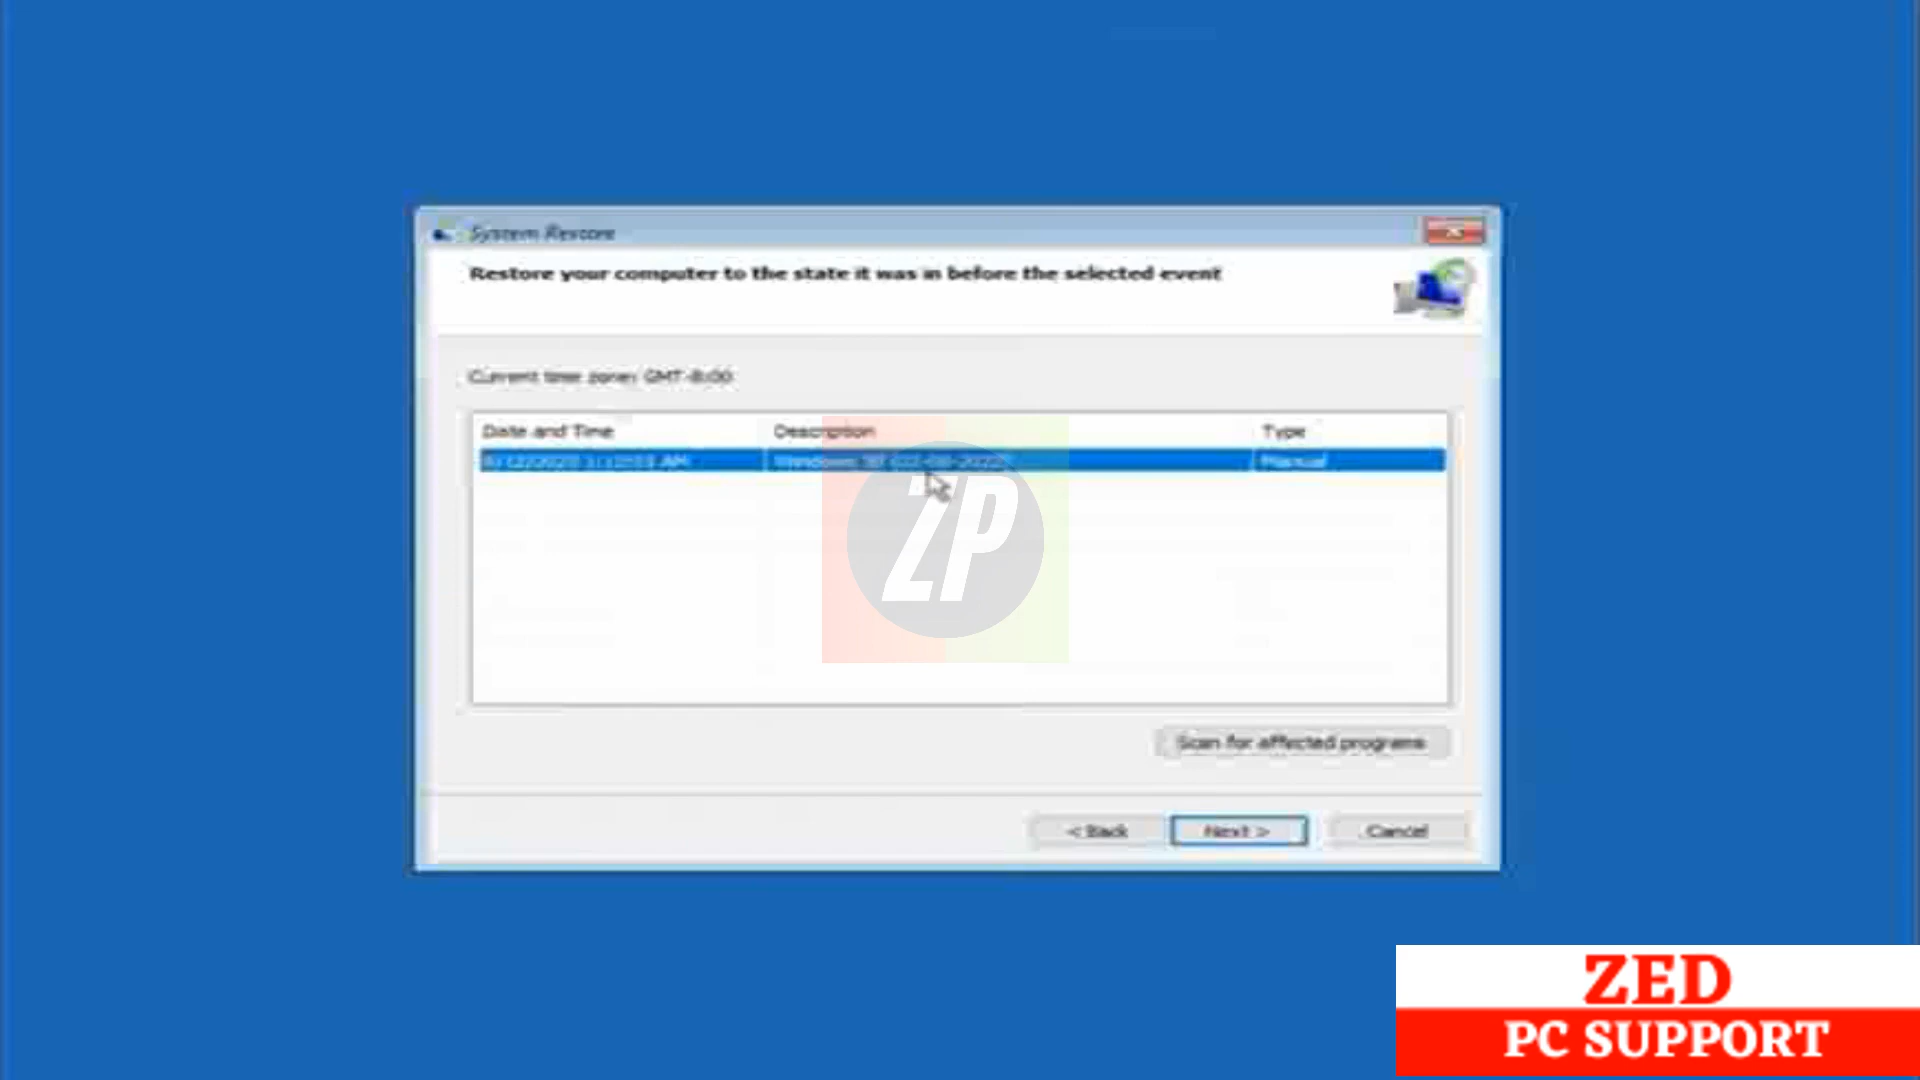 System Restore
Restore your computer to the state it was in before the selected event
Current time zone: GMT-8:00
Date and Time Description Type
AM Manual
ZP
Scan for affected programs
< Back Next > Cancel
ZED
PC SUPPORT